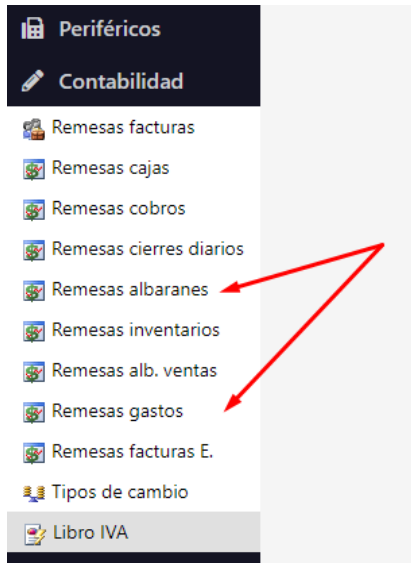 Periféricos
Contabilidad
Remesas facturas
Remesas cajas
Remesas cobros
Remesas cierres diarios
Remesas albaranes
Remesas inventarios
Remesas alb. ventas
Remesas gastos
Remesas facturas E.
Tipos de cambio
Libro IVA